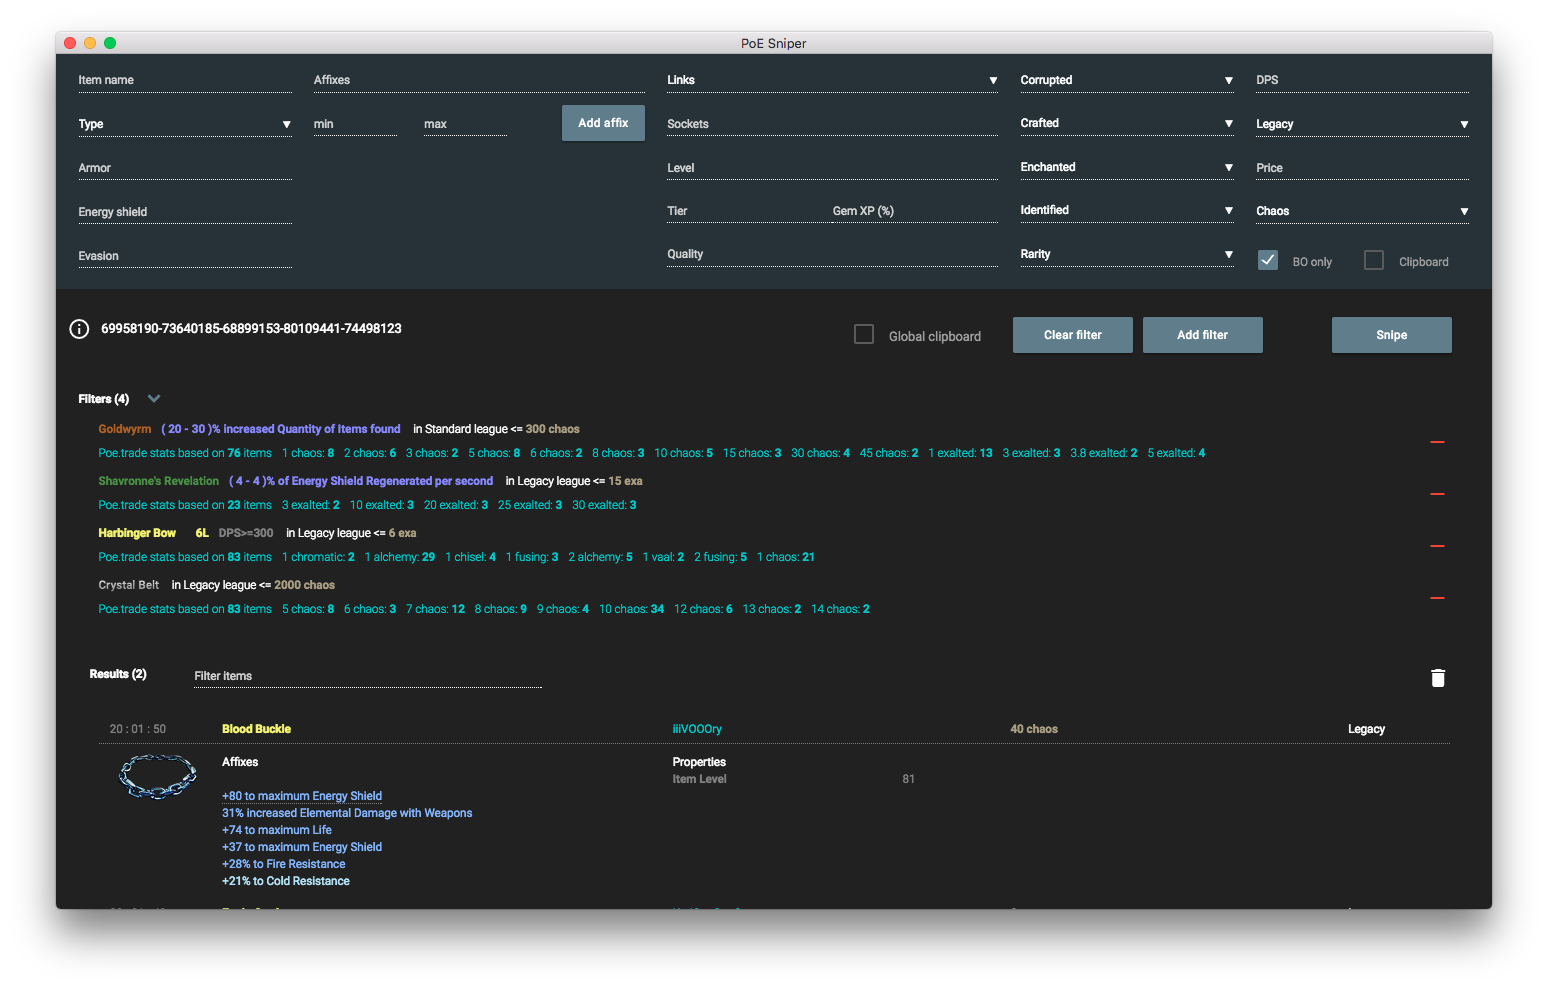 PoE Sniper
Item name Affixes Links Corrupted DPS
Type min max Add affix Sockets Crafted Legacy
Armor Level Enchanted Price
Energy shield Tier Gem XP (%) Identified Chaos
Evasion Quality Rarity BO only Clipboard
69958190-73640185-68899153-80109441-74498123 Global clipboard Clear filter Add filter Snipe
Filters (4)
Goldwyrm ( 20 - 30 )% increased Quantity of Items found in Standard league <= 300 chaos
Poe.trade stats based on 76 items 1 chaos: 8 2 chaos: 6 3 chaos: 2 5 chaos: 8 6 chaos: 2 8 chaos: 3 10 chaos: 5 15 chaos: 3 30 chaos: 4 45 chaos: 2 1 exalted: 13 3 exalted: 3 3.8 exalted: 2 5 exalted: 4
Shavronne's Revelation ( 4 - 4 )% of Energy Shield Regenerated per second in Legacy league <= 15 exa
Poe.trade stats based on 23 items 3 exalted: 2 10 exalted: 3 20 exalted: 3 25 exalted: 3 30 exalted: 3
Harbinger Bow 6L DPS>=300 in Legacy league <= 6 exa
Poe.trade stats based on 83 items 1 chromatic: 2 1 alchemy: 29 1 chisel: 4 1 fusing: 3 2 alchemy: 5 1 vaal: 2 2 fusing: 5 1 chaos: 21
Crystal Belt in Legacy league <= 2000 chaos
Poe.trade stats based on 83 items 5 chaos: 8 6 chaos: 3 7 chaos: 12 8 chaos: 9 9 chaos: 4 10 chaos: 34 12 chaos: 6 13 chaos: 2 14 chaos: 2
Results (2) Filter items
20 : 01 : 50 Blood Buckle iiiVOOOry 40 chaos Legacy
Affixes Properties
Item Level 81
+80 to maximum Energy Shield
31% increased Elemental Damage with Weapons
+74 to maximum Life
+37 to maximum Energy Shield
+28% to Fire Resistance
+21% to Cold Resistance